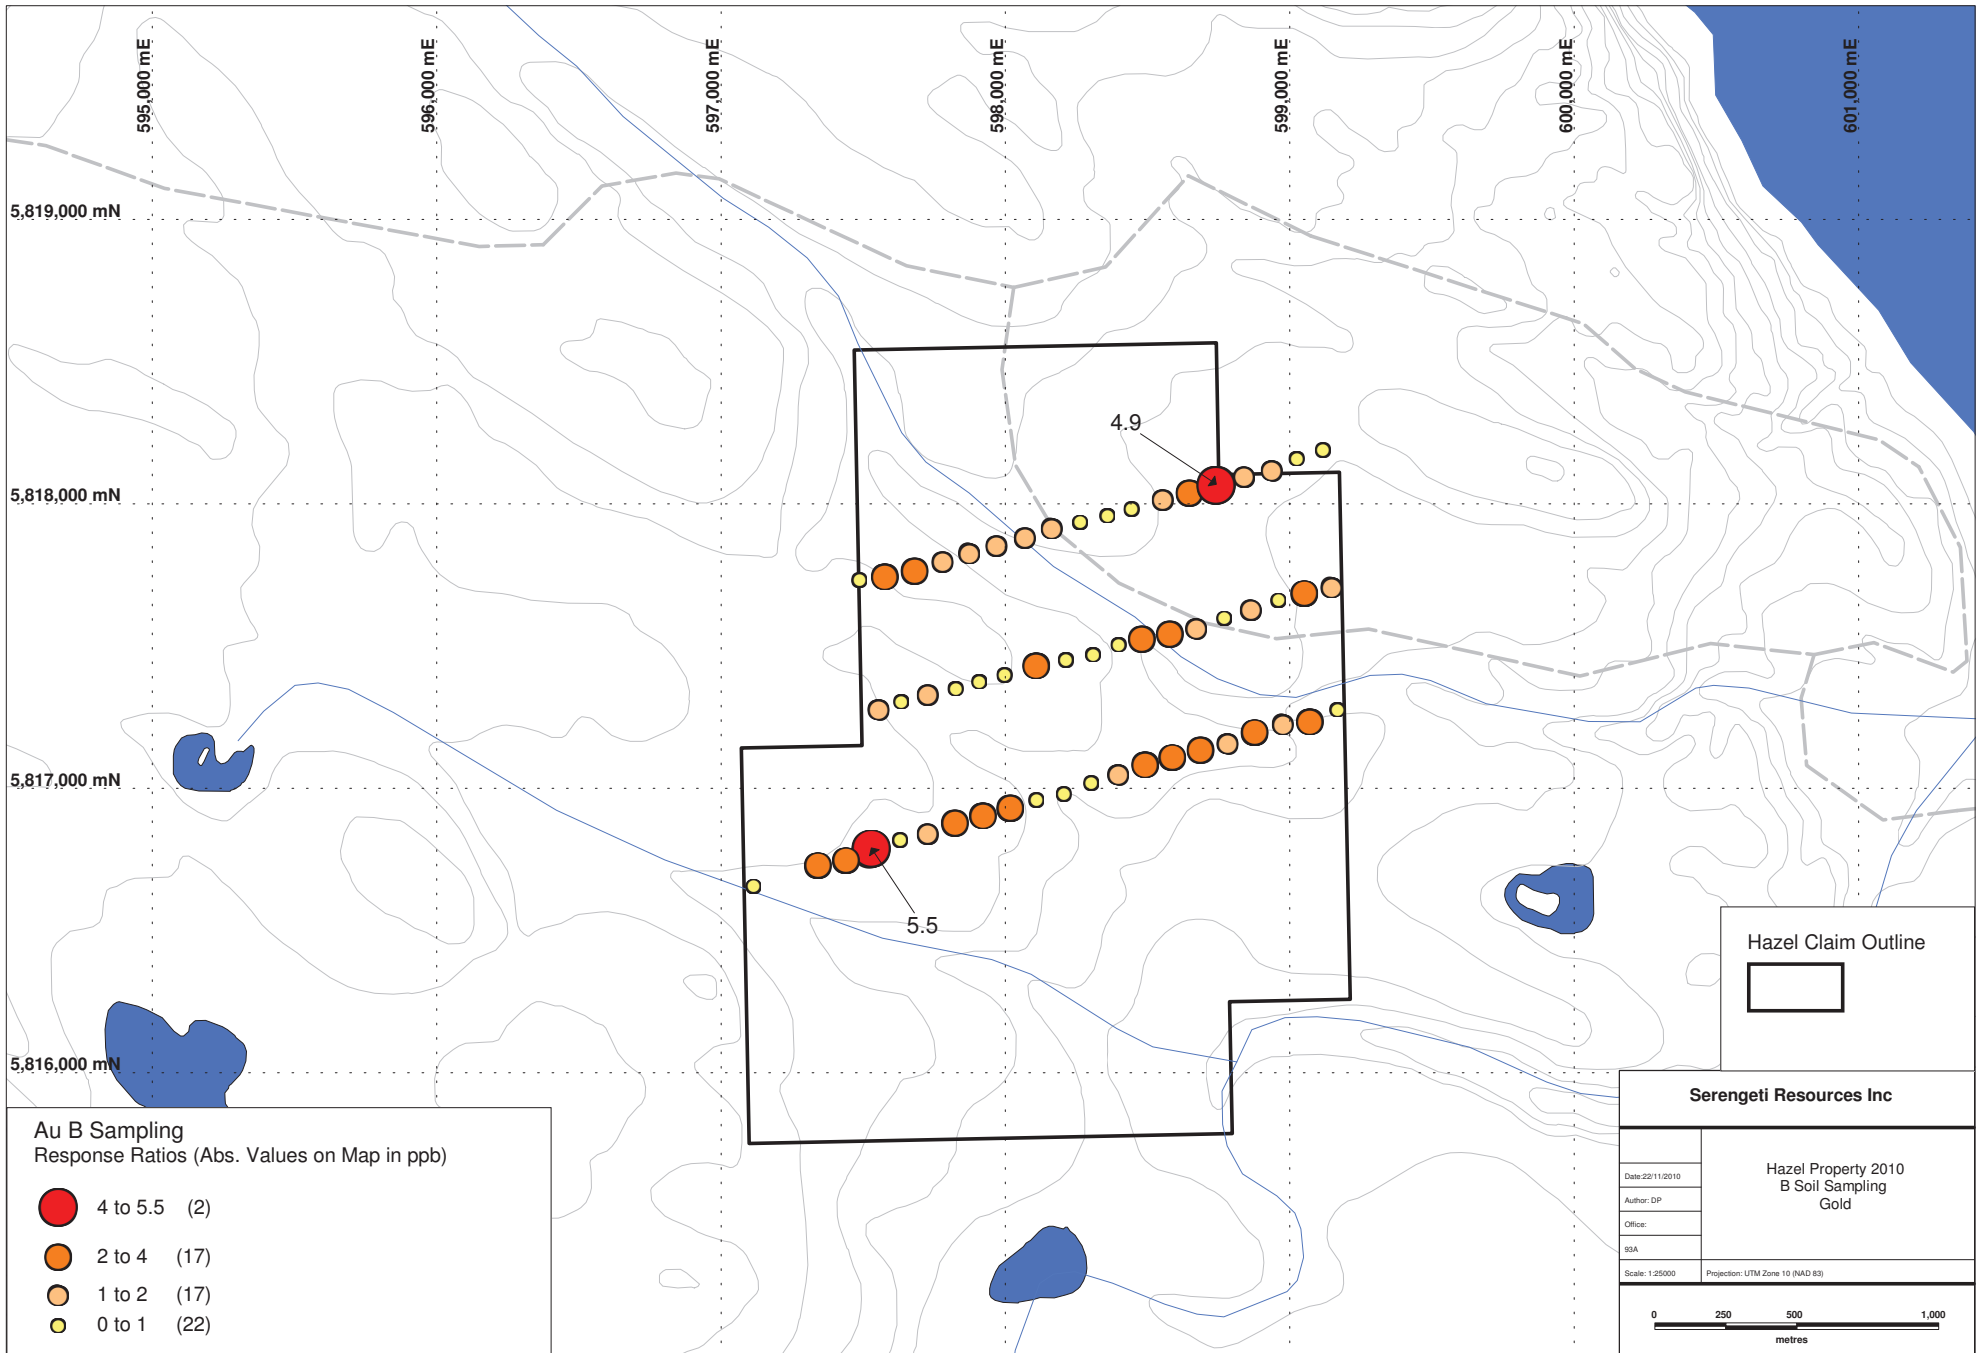 595,000 mE
596,000 mE
597,000 mE
598,000 mE
599,000 mE
600,000 mE
601,000 mE
5,819,000 mN
5,818,000 mN
5,817,000 mN
5,816,000 mN
4.9
5.5
Hazel Claim Outline
Au B Sampling
Response Ratios (Abs. Values on Map in ppb)
4 to 5.5 (2)
2 to 4 (17)
1 to 2 (17)
0 to 1 (22)
Serengeti Resources Inc
Date:22/11/2010
Author: DP
Office:
93A
Scale: 1:25000
Hazel Property 2010
B Soil Sampling
Gold
Projection: UTM Zone 10 (NAD 83)
0 250 500 1,000
metres